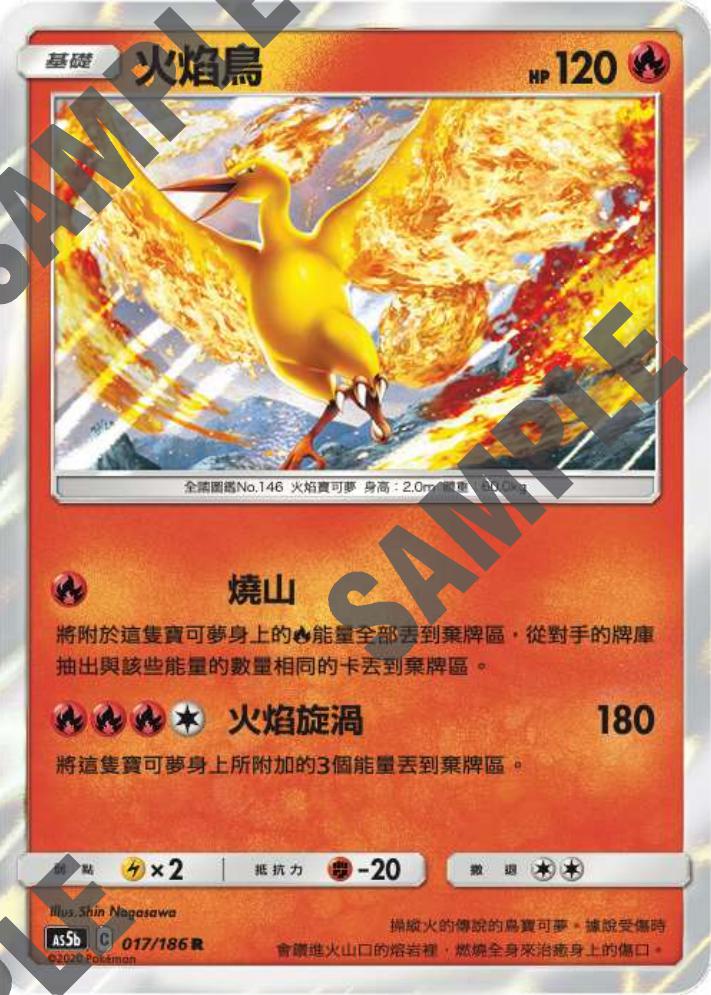 基礎 火焰鳥 HP 120
全國圖鑑No.146 火焰寶可夢 身高：2.0m 體重：60.0kg
燒山
將附於這隻寶可夢身上的能量全部丟到棄牌區，從對手的牌庫
抽出與該些能量的數量相同的卡丟到棄牌區。
火焰旋渦 180
將這隻寶可夢身上所附加的3個能量丟到棄牌區。
弱點 ×2 抵抗力 -20 撤退
Illus. Shin Nagasawa
操縱火的傳說的鳥寶可夢。據說受傷時
AS5b C 017/186 R
會鑽進火山口的熔岩裡，燃燒全身來治癒身上的傷口。
©2020 Pokémon
SAMPLE
SAMPLE